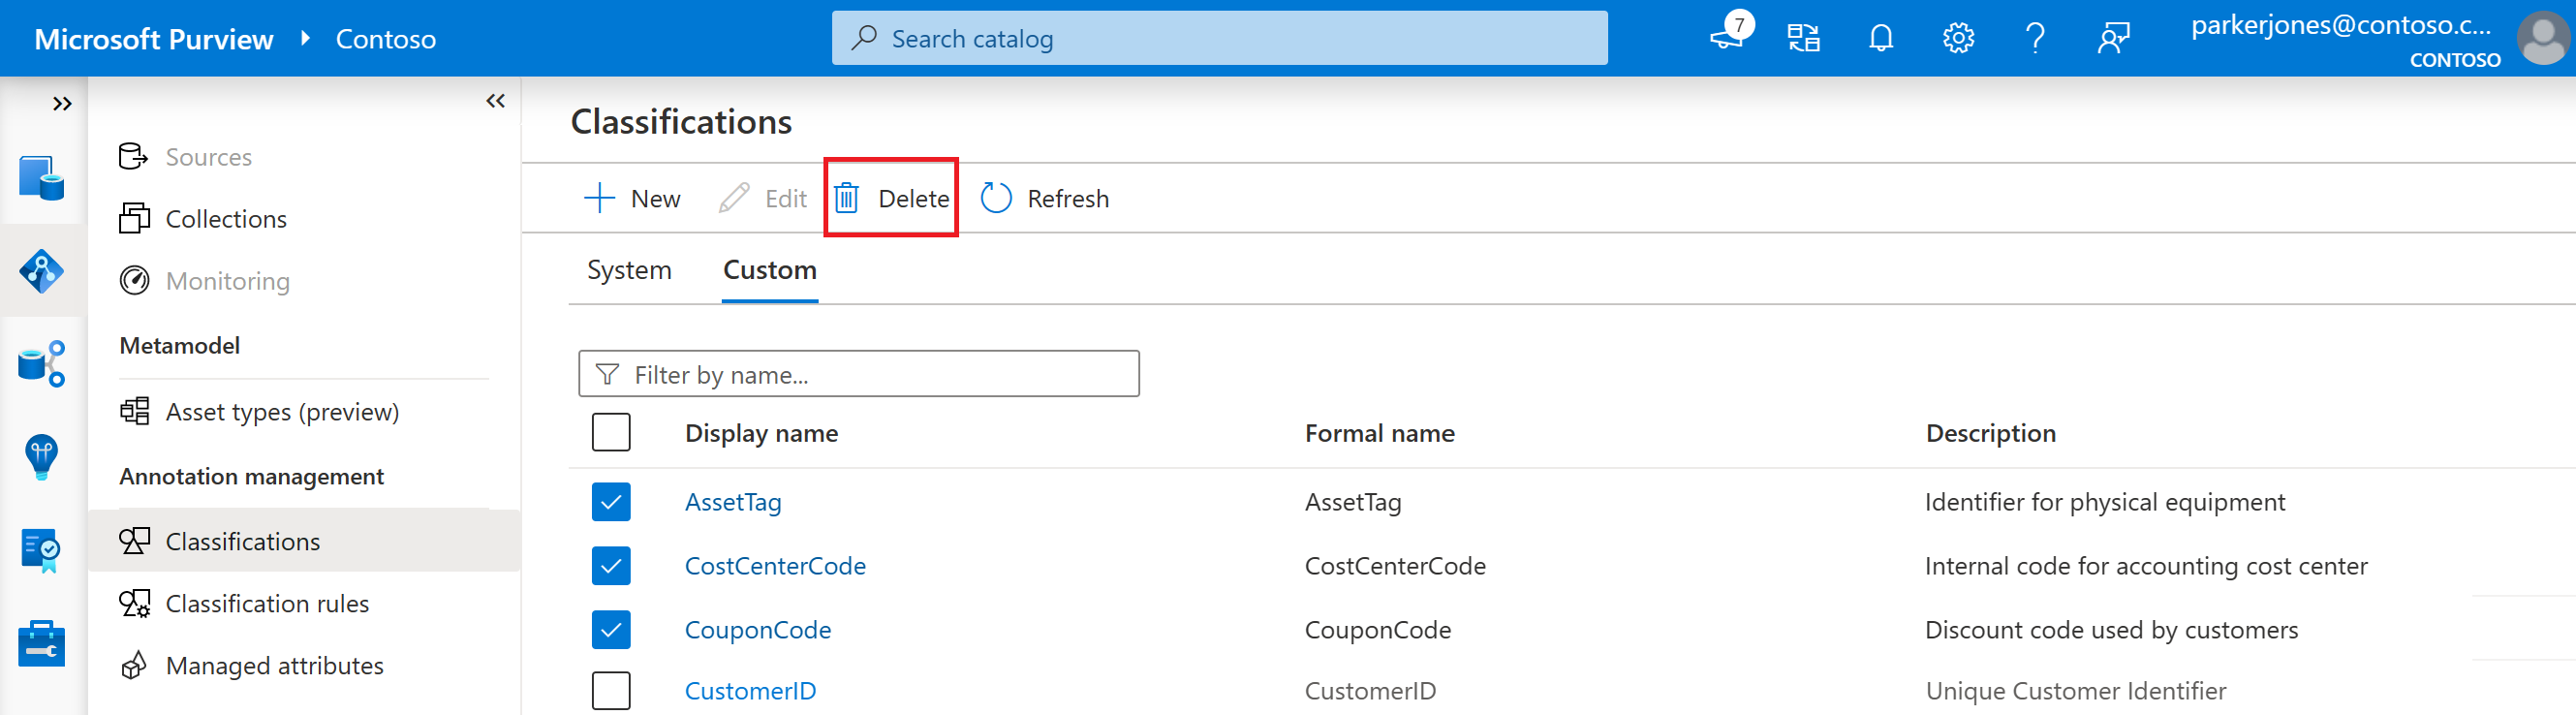 Microsoft Purview Contoso
Search catalog
7
parkerjones@contoso.c...
CONTOSO
Sources
Collections
Monitoring
Metamodel
Asset types (preview)
Annotation management
Classifications
Classification rules
Managed attributes
Classifications
New Edit Delete Refresh
System Custom
Filter by name...
Display name Formal name Description
AssetTag AssetTag Identifier for physical equipment
CostCenterCode CostCenterCode Internal code for accounting cost center
CouponCode CouponCode Discount code used by customers
CustomerID CustomerID Unique Customer Identifier